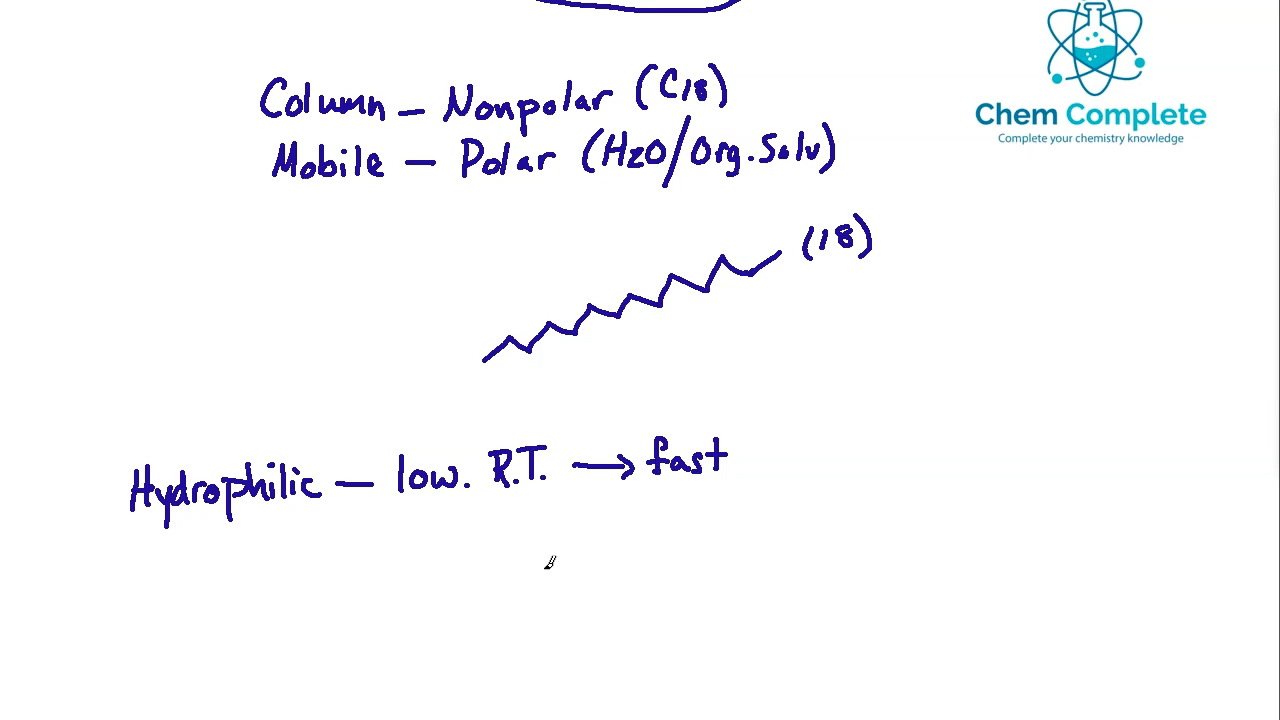 Column – Nonpolar (C18)
Mobile – Polar (H2O/Org.Solv)
(18)
Hydrophilic – low. R.T. → fast
Chem Complete
Complete your chemistry knowledge